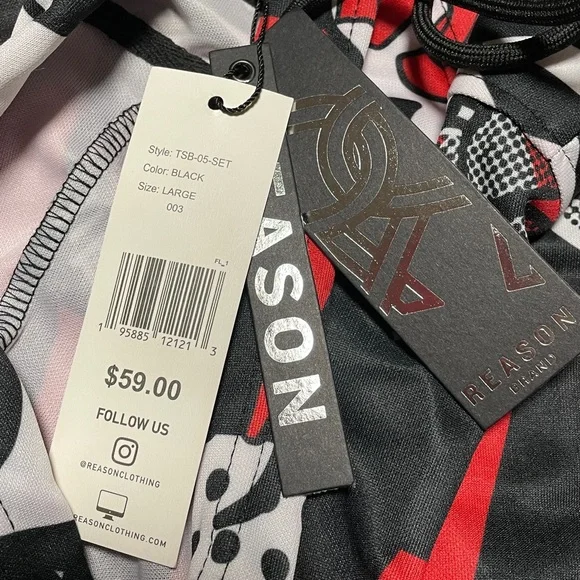 Style: TSB-05-SET
Color: BLACK
Size: LARGE
003
FL_1
1 95885 12121 3
$59.00
FOLLOW US
@REASONCLOTHING
REASONCLOTHING.COM
EASON
REASON
BRAND